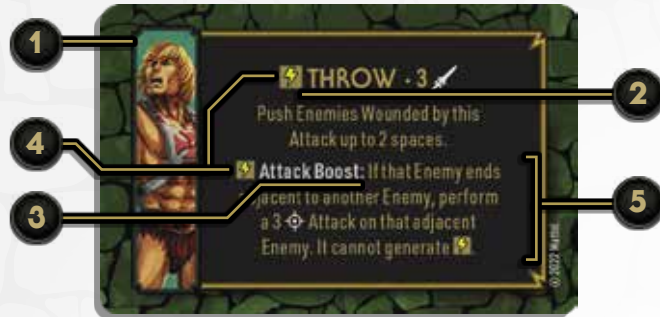 1
THROW · 3
2
Push Enemies Wounded by this
Attack up to 2 spaces.
4
Attack Boost: If that Enemy ends
jacent to another Enemy, perform
3
a 3 Attack on that adjacent
5
Enemy. It cannot generate .
© 2022 Mattel.